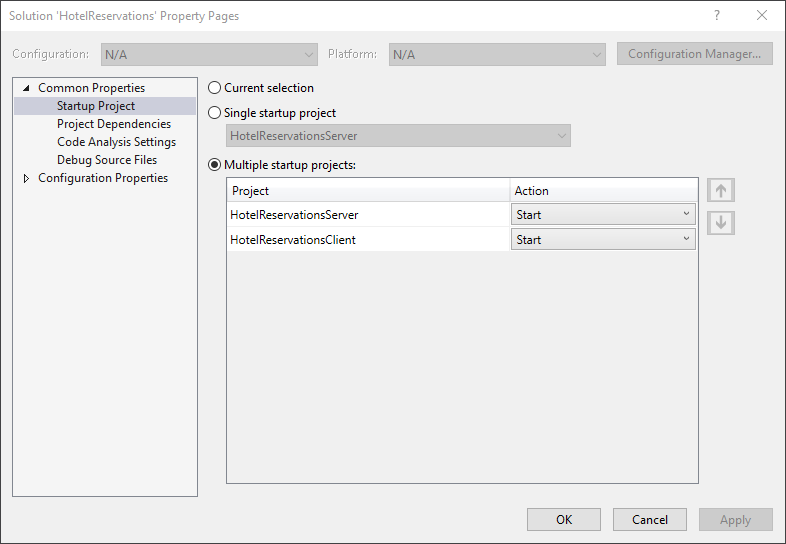 Solution 'HotelReservations' Property Pages
?
Configuration: N/A Platform: N/A Configuration Manager...
Common Properties
Startup Project
Project Dependencies
Code Analysis Settings
Debug Source Files
Configuration Properties
Current selection
Single startup project
HotelReservationsServer
Multiple startup projects:
Project Action
HotelReservationsServer Start
HotelReservationsClient Start
OK Cancel Apply